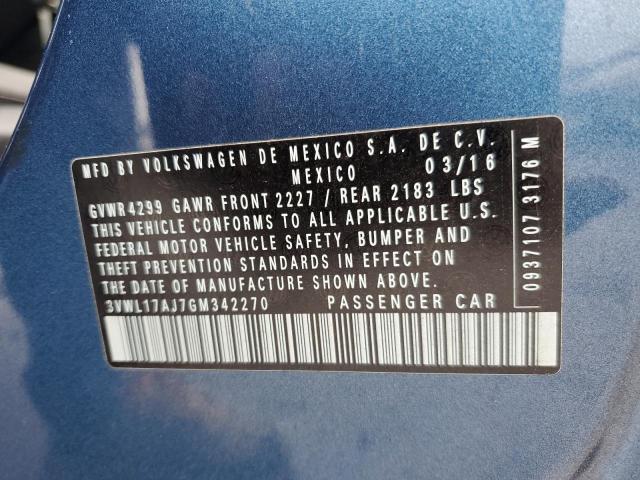 MFD BY VOLKSWAGEN DE MEXICO S.A. DE C.V.
MEXICO 03/16
GVWR4299 GAWR FRONT 2227 / REAR 2183 LBS
THIS VEHICLE CONFORMS TO ALL APPLICABLE U.S.
FEDERAL MOTOR VEHICLE SAFETY, BUMPER AND
THEFT PREVENTION STANDARDS IN EFFECT ON
THE DATE OF MANUFACTURE SHOWN ABOVE.
3VWL17AJ7GM342270 PASSENGER CAR
0937107 3176 M